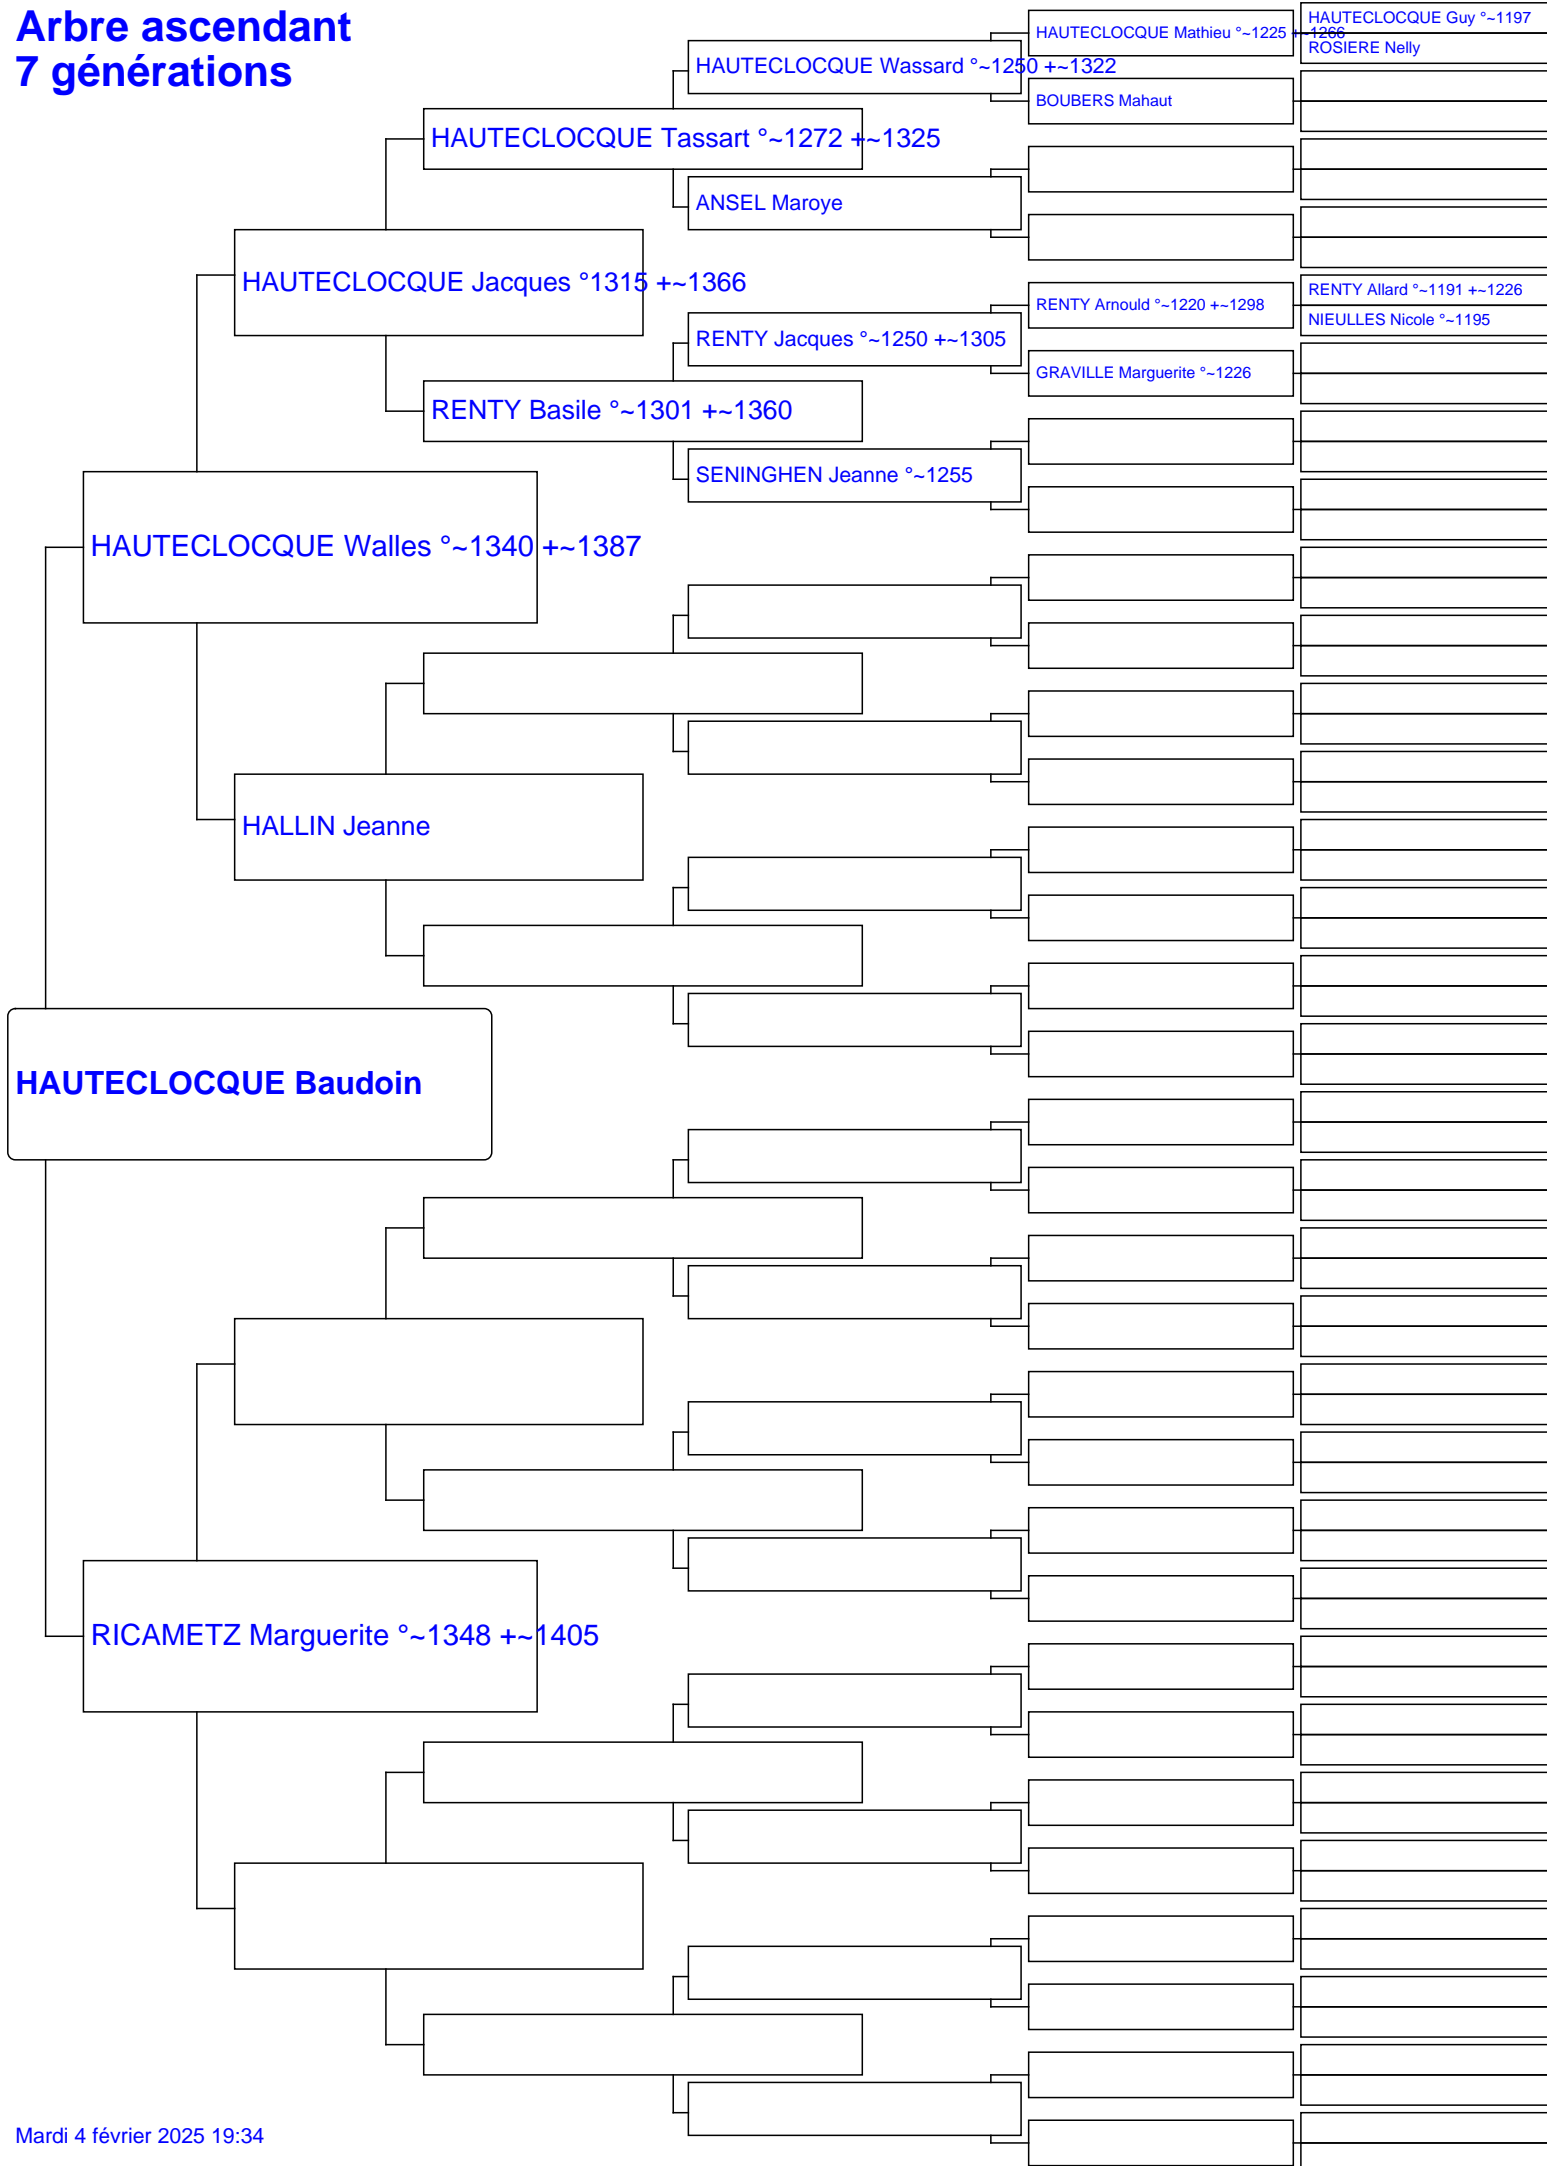 Arbre ascendant
7 générations
HAUTECLOCQUE Guy °~1197
HAUTECLOCQUE Mathieu °~1225 +~1266
ROSIERE Nelly
HAUTECLOCQUE Wassard °~1250 +~1322
BOUBERS Mahaut
HAUTECLOCQUE Tassart °~1272 +~1325
ANSEL Maroye
HAUTECLOCQUE Jacques °1315 +~1366
RENTY Allard °~1191 +~1226
RENTY Arnould °~1220 +~1298
NIEULLES Nicole °~1195
RENTY Jacques °~1250 +~1305
GRAVILLE Marguerite °~1226
RENTY Basile °~1301 +~1360
SENINGHEN Jeanne °~1255
HAUTECLOCQUE Walles °~1340 +~1387
HALLIN Jeanne
HAUTECLOCQUE Baudoin
RICAMETZ Marguerite °~1348 +~1405
Mardi 4 février 2025 19:34